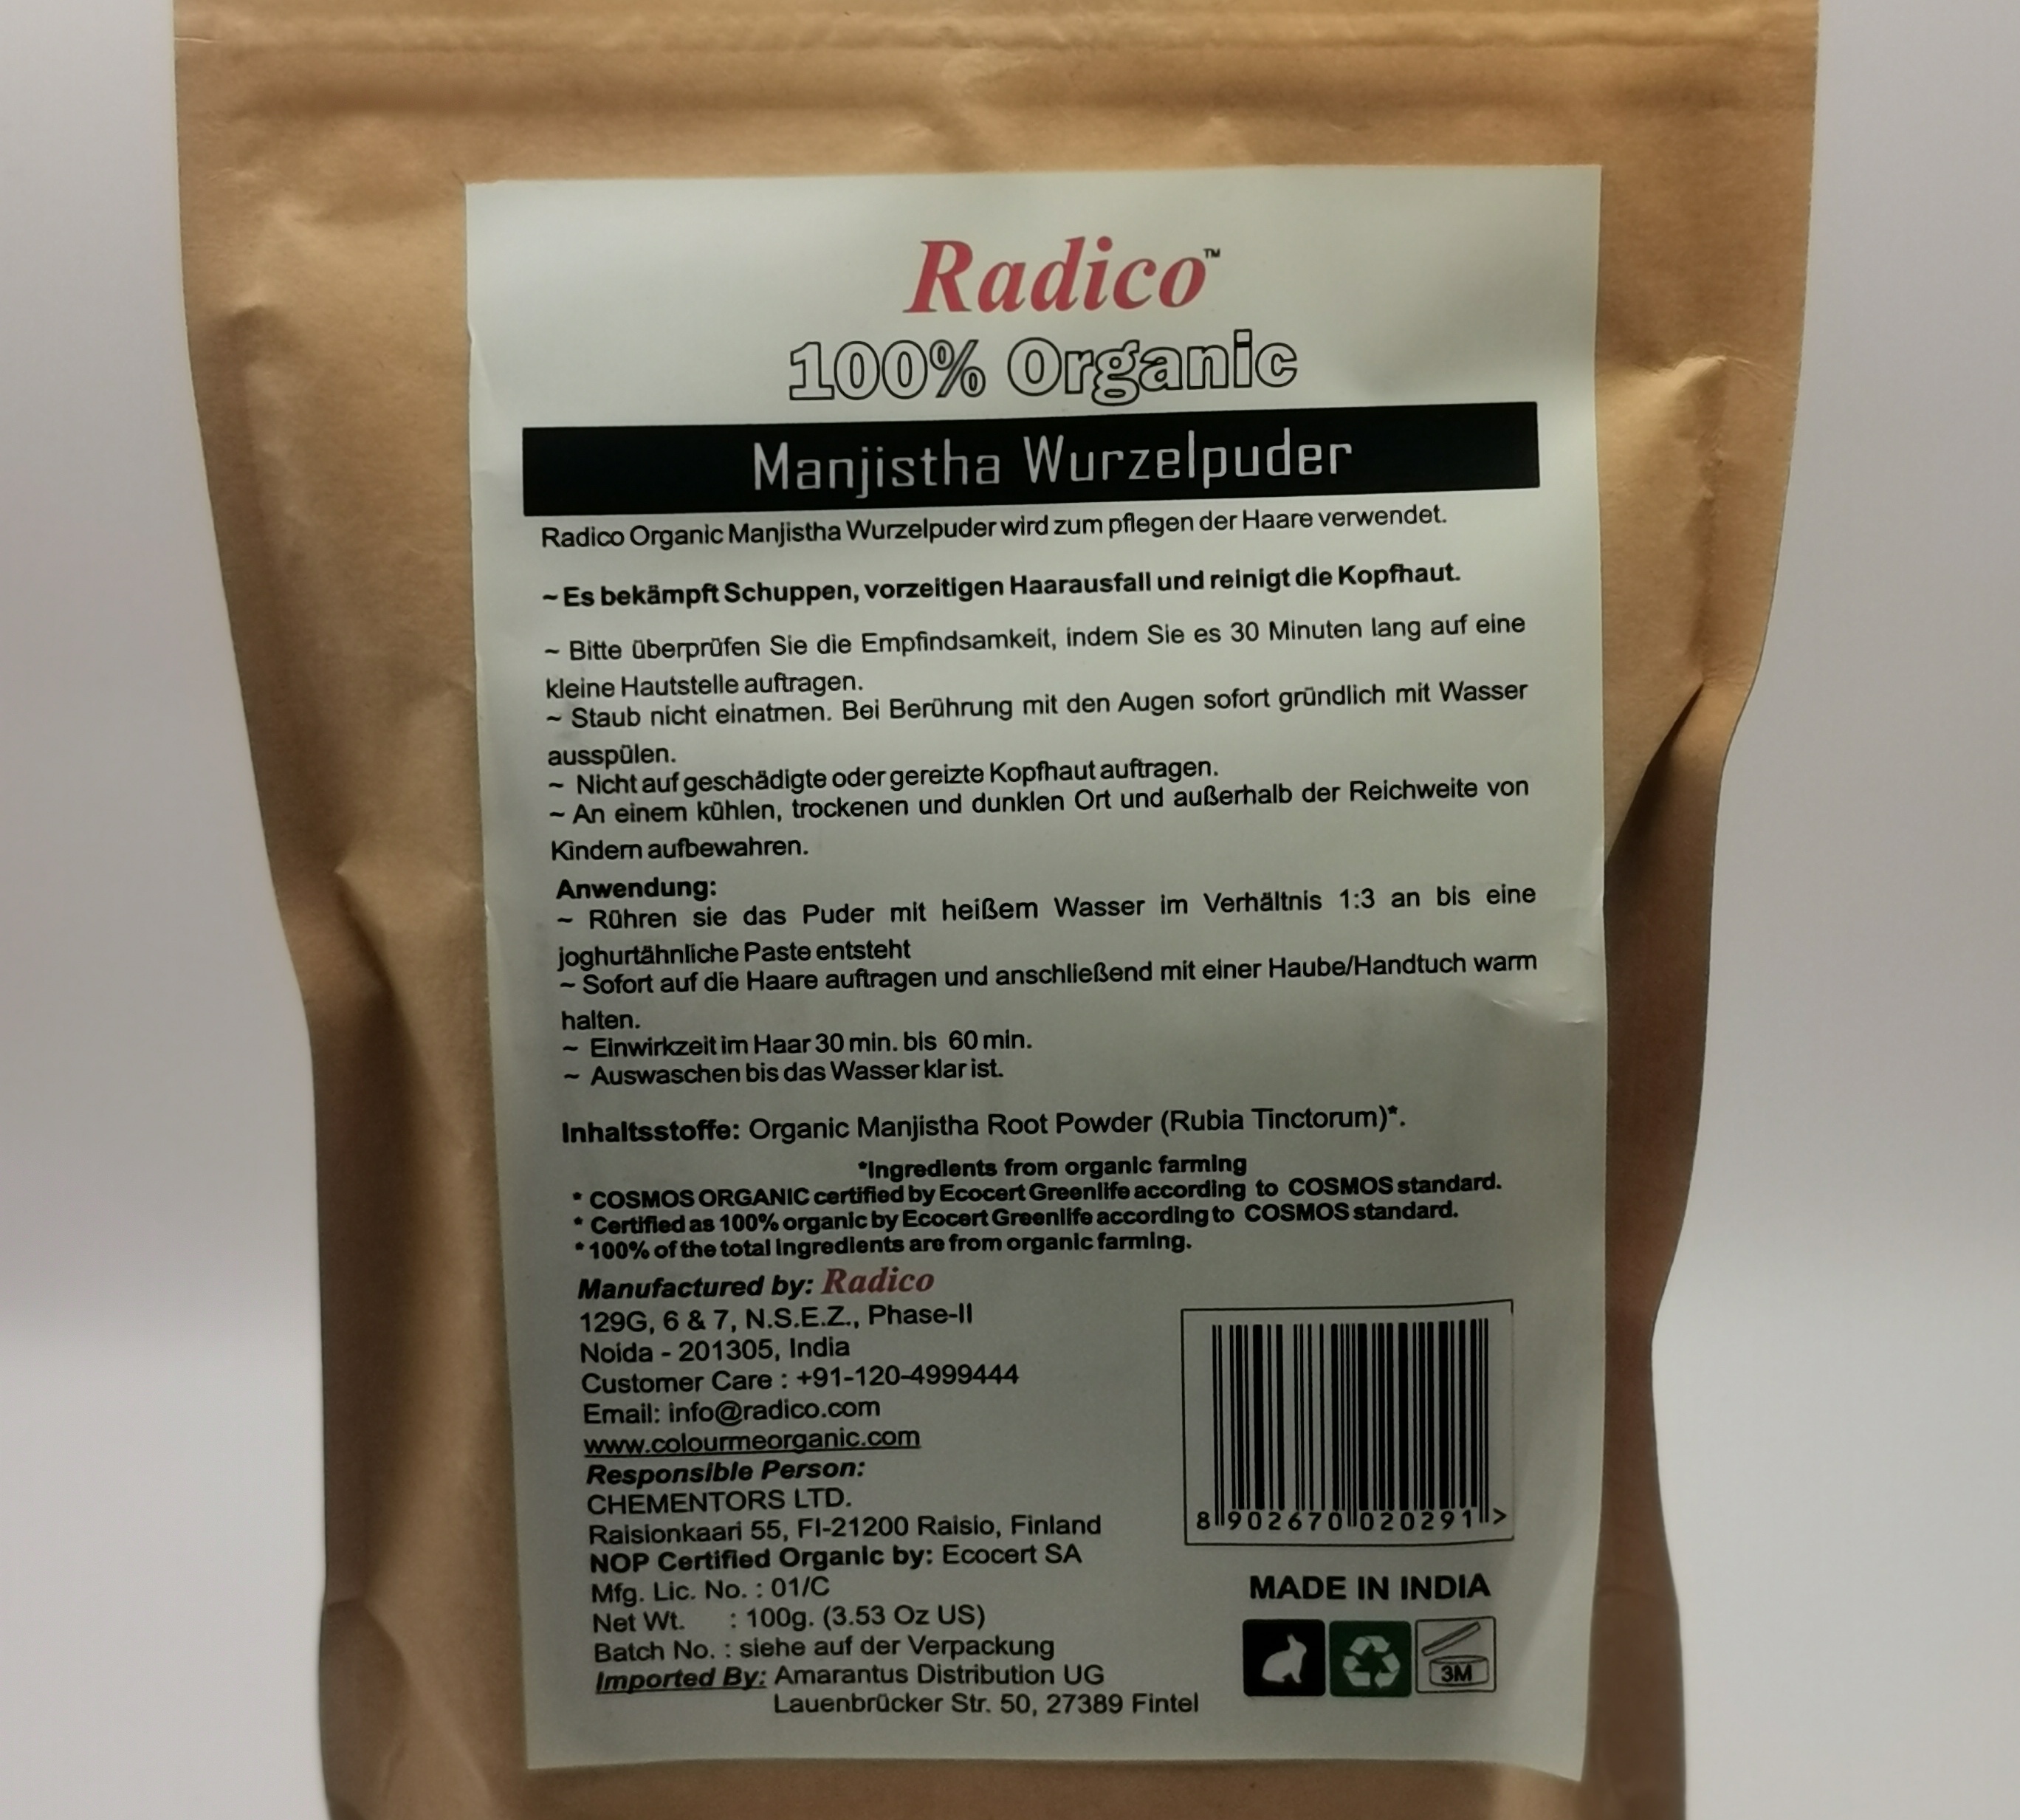 Radico™
100% Organic
Manjistha Wurzelpuder
Radico Organic Manjistha Wurzelpuder wird zum pflegen der Haare verwendet.
~ Es bekämpft Schuppen, vorzeitigen Haarausfall und reinigt die Kopfhaut.
~ Bitte überprüfen Sie die Empfindsamkeit, indem Sie es 30 Minuten lang auf eine
kleine Hautstelle auftragen.
~ Staub nicht einatmen. Bei Berührung mit den Augen sofort gründlich mit Wasser
ausspülen.
~ Nicht auf geschädigte oder gereizte Kopfhaut auftragen.
~ An einem kühlen, trockenen und dunklen Ort und außerhalb der Reichweite von
Kindern aufbewahren.
Anwendung:
~ Rühren sie das Puder mit heißem Wasser im Verhältnis 1:3 an bis eine
joghurtähnliche Paste entsteht
~ Sofort auf die Haare auftragen und anschließend mit einer Haube/Handtuch warm
halten.
~ Einwirkzeit im Haar 30 min. bis 60 min.
~ Auswaschen bis das Wasser klar ist.
Inhaltsstoffe: Organic Manjistha Root Powder (Rubia Tinctorum)*.
*Ingredients from organic farming
* COSMOS ORGANIC certified by Ecocert Greenlife according to COSMOS standard.
* Certified as 100% organic by Ecocert Greenlife according to COSMOS standard.
* 100% of the total ingredients are from organic farming.
Manufactured by: Radico
129G, 6 & 7, N.S.E.Z., Phase-II
Noida - 201305, India
Customer Care : +91-120-4999444
Email: info@radico.com
www.colourmeorganic.com
Responsible Person:
CHEMENTORS LTD.
Raisionkaari 55, FI-21200 Raisio, Finland
NOP Certified Organic by: Ecocert SA
Mfg. Lic. No. : 01/C
Net Wt. : 100g. (3.53 Oz US)
Batch No. : siehe auf der Verpackung
Imported By: Amarantus Distribution UG
Lauenbrücker Str. 50, 27389 Fintel
8 902670 020291 >
MADE IN INDIA
3M